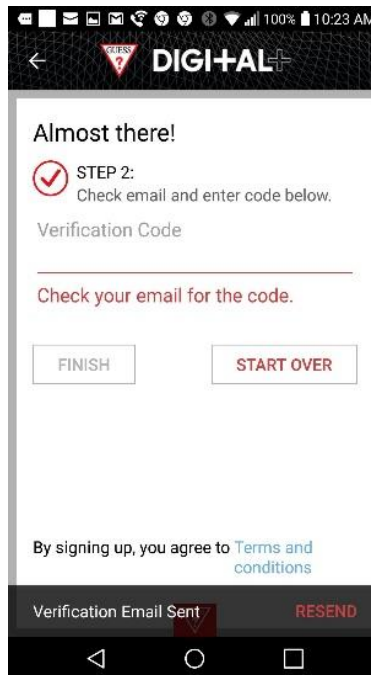 100% 10:23 AM
GUESS
?
DIGI+AL+
Almost there!
STEP 2:
Check email and enter code below.
Verification Code
Check your email for the code.
FINISH START OVER
By signing up, you agree to Terms and
conditions
Verification Email Sent RESEND